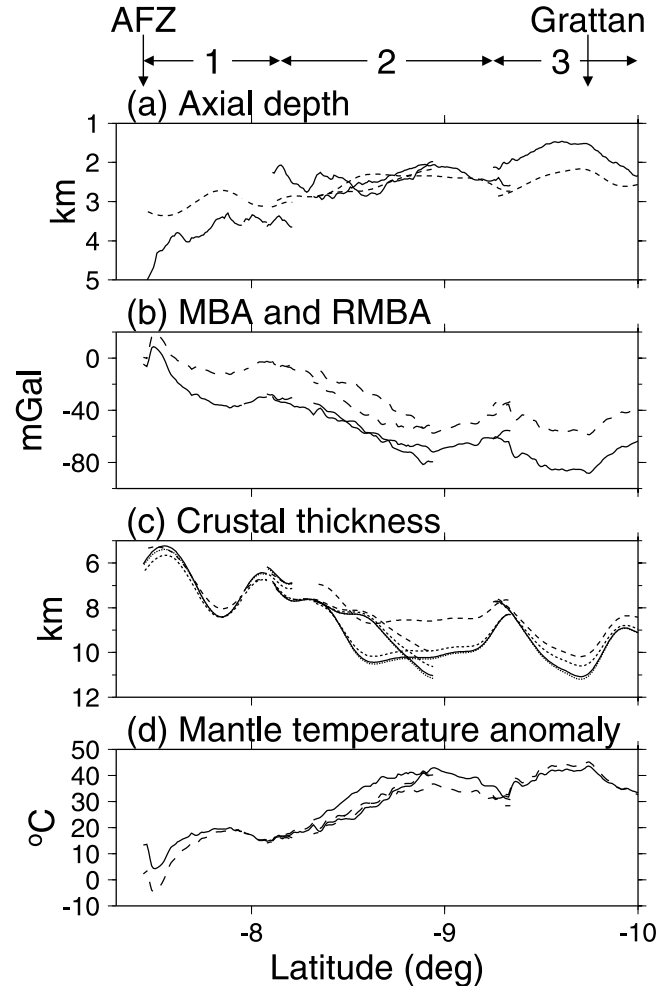 AFZ Grattan
1 2 3
(a) Axial depth
1
2
3
4
5
km
(b) MBA and RMBA
0
-40
-80
mGal
(c) Crustal thickness
6
8
10
12
km
(d) Mantle temperature anomaly
50
40
30
20
10
0
-10
ºC
-8 -9 -10
Latitude (deg)